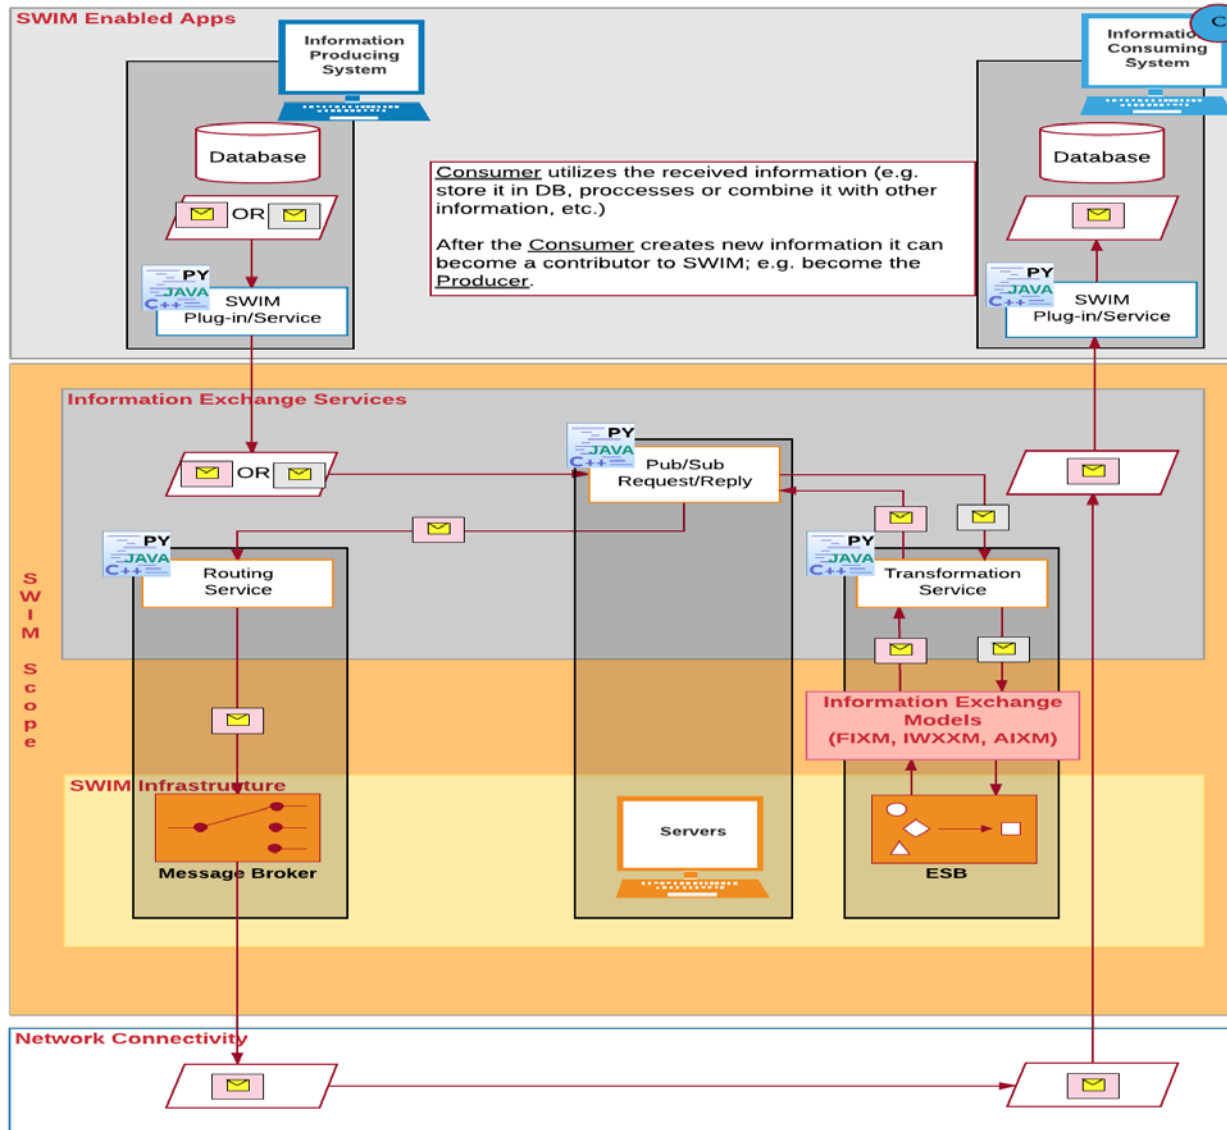 SWIM Enabled Apps
Information
Producing
System
C
Consuming
System
Database
OR
PY
JAVA
C++
SWIM
Plug-in/Service
Consumer utilizes the received information (e.g.
store it in DB, proccesses or combine it with other
information, etc.)
After the Consumer creates new information it can
become a contributor to SWIM; e.g. become the
Producer.
Database
PY
JAVA
C++
SWIM
Plug-in/Service
SWIM Scope
Information Exchange Services
OR
PY
JAVA
C++
Pub/Sub
Request/Reply
PY
JAVA
C++
Routing
Service
PY
JAVA
C++
Transformation
Service
Information Exchange
Models
(FIXM, IWXXM, AIXM)
SWIM Infrastructure
Message Broker
Servers
ESB
Network Connectivity